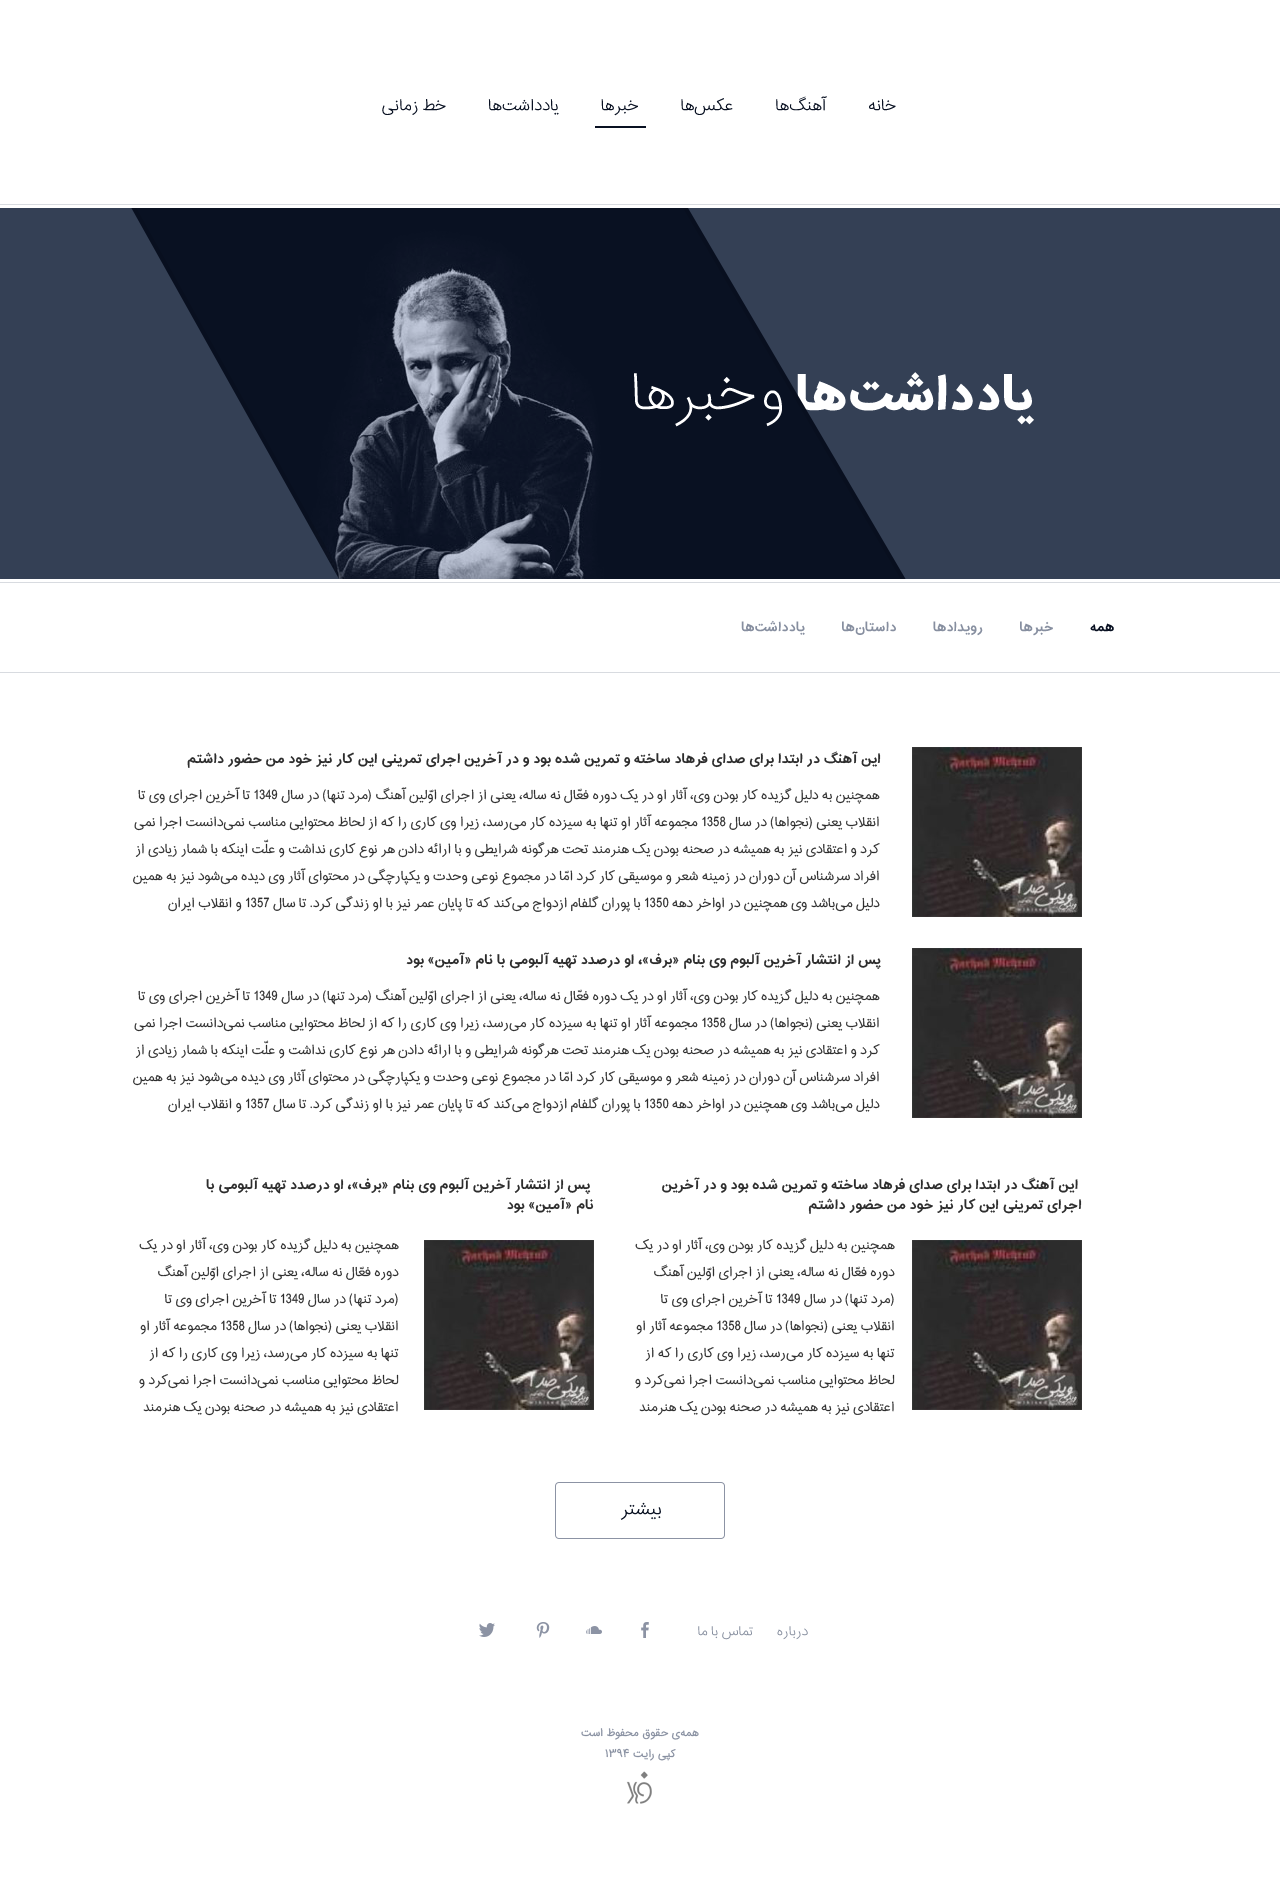 خانه
آهنگ‌ها
عکس‌ها
خبرها
یادداشت‌ها
خط زمانی
یادداشت‌ها و خبرها
همه
خبرها
رویدادها
داستان‌ها
یادداشت‌ها
این آهنگ در ابتدا برای صدای فرهاد ساخته و تمرین شده بود و در آخرین اجرای تمرینی این کار نیز خود من حضور داشتم
همچنین به دلیل گزیده کار بودن وی، آثار او در یک دوره فعّال نه ساله، یعنی از اجرای اوّلین آهنگ (مرد تنها) در سال 1349 تا آخرین اجرای وی تا
انقلاب یعنی (نجواها) در سال 1358 مجموعه آثار او تنها به سیزده کار می‌رسد، زیرا وی کاری را که از لحاظ محتوایی مناسب نمی‌دانست اجرا نمی
کرد و اعتقادی نیز به همیشه در صحنه بودن یک هنرمند تحت هرگونه شرایطی و با ارائه دادن هر نوع کاری نداشت و علّت اینکه با شمار زیادی از
افراد سرشناس آن دوران در زمینه شعر و موسیقی کار کرد امّا در مجموع نوعی وحدت و یکپارچگی در محتوای آثار وی دیده می‌شود نیز به همین
دلیل می‌باشد وی همچنین در اواخر دهه 1350 با پوران گلفام ازدواج می‌کند که تا پایان عمر نیز با او زندگی کرد. تا سال 1357 و انقلاب ایران
Farhad Mehrad
ویکی صدا
پس از انتشار آخرین آلبوم وی بنام «برف»، او درصدد تهیه آلبومی با نام «آمین» بود
همچنین به دلیل گزیده کار بودن وی، آثار او در یک دوره فعّال نه ساله، یعنی از اجرای اوّلین آهنگ (مرد تنها) در سال 1349 تا آخرین اجرای وی تا
انقلاب یعنی (نجواها) در سال 1358 مجموعه آثار او تنها به سیزده کار می‌رسد، زیرا وی کاری را که از لحاظ محتوایی مناسب نمی‌دانست اجرا نمی
کرد و اعتقادی نیز به همیشه در صحنه بودن یک هنرمند تحت هرگونه شرایطی و با ارائه دادن هر نوع کاری نداشت و علّت اینکه با شمار زیادی از
افراد سرشناس آن دوران در زمینه شعر و موسیقی کار کرد امّا در مجموع نوعی وحدت و یکپارچگی در محتوای آثار وی دیده می‌شود نیز به همین
دلیل می‌باشد وی همچنین در اواخر دهه 1350 با پوران گلفام ازدواج می‌کند که تا پایان عمر نیز با او زندگی کرد. تا سال 1357 و انقلاب ایران
Farhad Mehrad
ویکی صدا
این آهنگ در ابتدا برای صدای فرهاد ساخته و تمرین شده بود و در آخرین
اجرای تمرینی این کار نیز خود من حضور داشتم
Farhad Mehrad
ویکی صدا
همچنین به دلیل گزیده کار بودن وی، آثار او در یک
دوره فعّال نه ساله، یعنی از اجرای اوّلین آهنگ
(مرد تنها) در سال 1349 تا آخرین اجرای وی تا
انقلاب یعنی (نجواها) در سال 1358 مجموعه آثار او
تنها به سیزده کار می‌رسد، زیرا وی کاری را که از
لحاظ محتوایی مناسب نمی‌دانست اجرا نمی‌کرد و
اعتقادی نیز به همیشه در صحنه بودن یک هنرمند
پس از انتشار آخرین آلبوم وی بنام «برف»، او درصدد تهیه آلبومی با
نام «آمین» بود
Farhad Mehrad
ویکی صدا
همچنین به دلیل گزیده کار بودن وی، آثار او در یک
دوره فعّال نه ساله، یعنی از اجرای اوّلین آهنگ
(مرد تنها) در سال 1349 تا آخرین اجرای وی تا
انقلاب یعنی (نجواها) در سال 1358 مجموعه آثار او
تنها به سیزده کار می‌رسد، زیرا وی کاری را که از
لحاظ محتوایی مناسب نمی‌دانست اجرا نمی‌کرد و
اعتقادی نیز به همیشه در صحنه بودن یک هنرمند
بیشتر
درباره
تماس با ما
همه‌ی حقوق محفوظ است
کپی رایت ۱۳۹۴